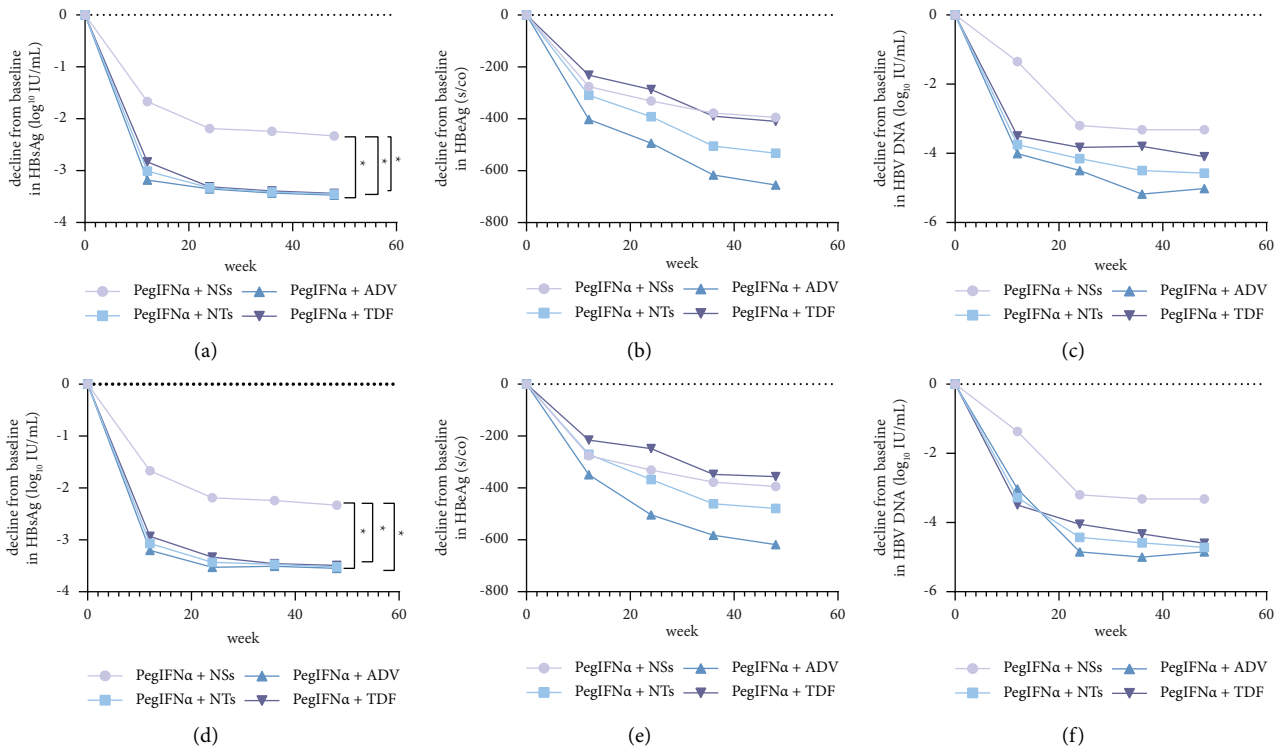 decline from baseline
in HBsAg (log¹⁰ IU/mL)
0
-1
-2
-3
-4
*
*
*
0
20
40
60
week
PegIFNα + NSs
PegIFNα + ADV
PegIFNα + NTs
PegIFNα + TDF
(a)
decline from baseline
in HBeAg (s/co)
0
-200
-400
-600
-800
0
20
40
60
week
PegIFNα + NSs
PegIFNα + ADV
PegIFNα + NTs
PegIFNα + TDF
(b)
decline from baseline
in HBV DNA (log₁₀ IU/mL)
0
-2
-4
-6
0
20
40
60
week
PegIFNα + NSs
PegIFNα + ADV
PegIFNα + NTs
PegIFNα + TDF
(c)
decline from baseline
in HBsAg (log₁₀ IU/mL)
0
-1
-2
-3
-4
*
*
*
0
20
40
60
week
PegIFNα + NSs
PegIFNα + ADV
PegIFNα + NTs
PegIFNα + TDF
(d)
decline from baseline
in HBeAg (s/co)
0
-200
-400
-600
-800
0
20
40
60
week
PegIFNα + NSs
PegIFNα + ADV
PegIFNα + NTs
PegIFNα + TDF
(e)
decline from baseline
in HBV DNA (log₁₀ IU/mL)
0
-2
-4
-6
0
20
40
60
week
PegIFNα + NSs
PegIFNα + ADV
PegIFNα + NTs
PegIFNα + TDF
(f)